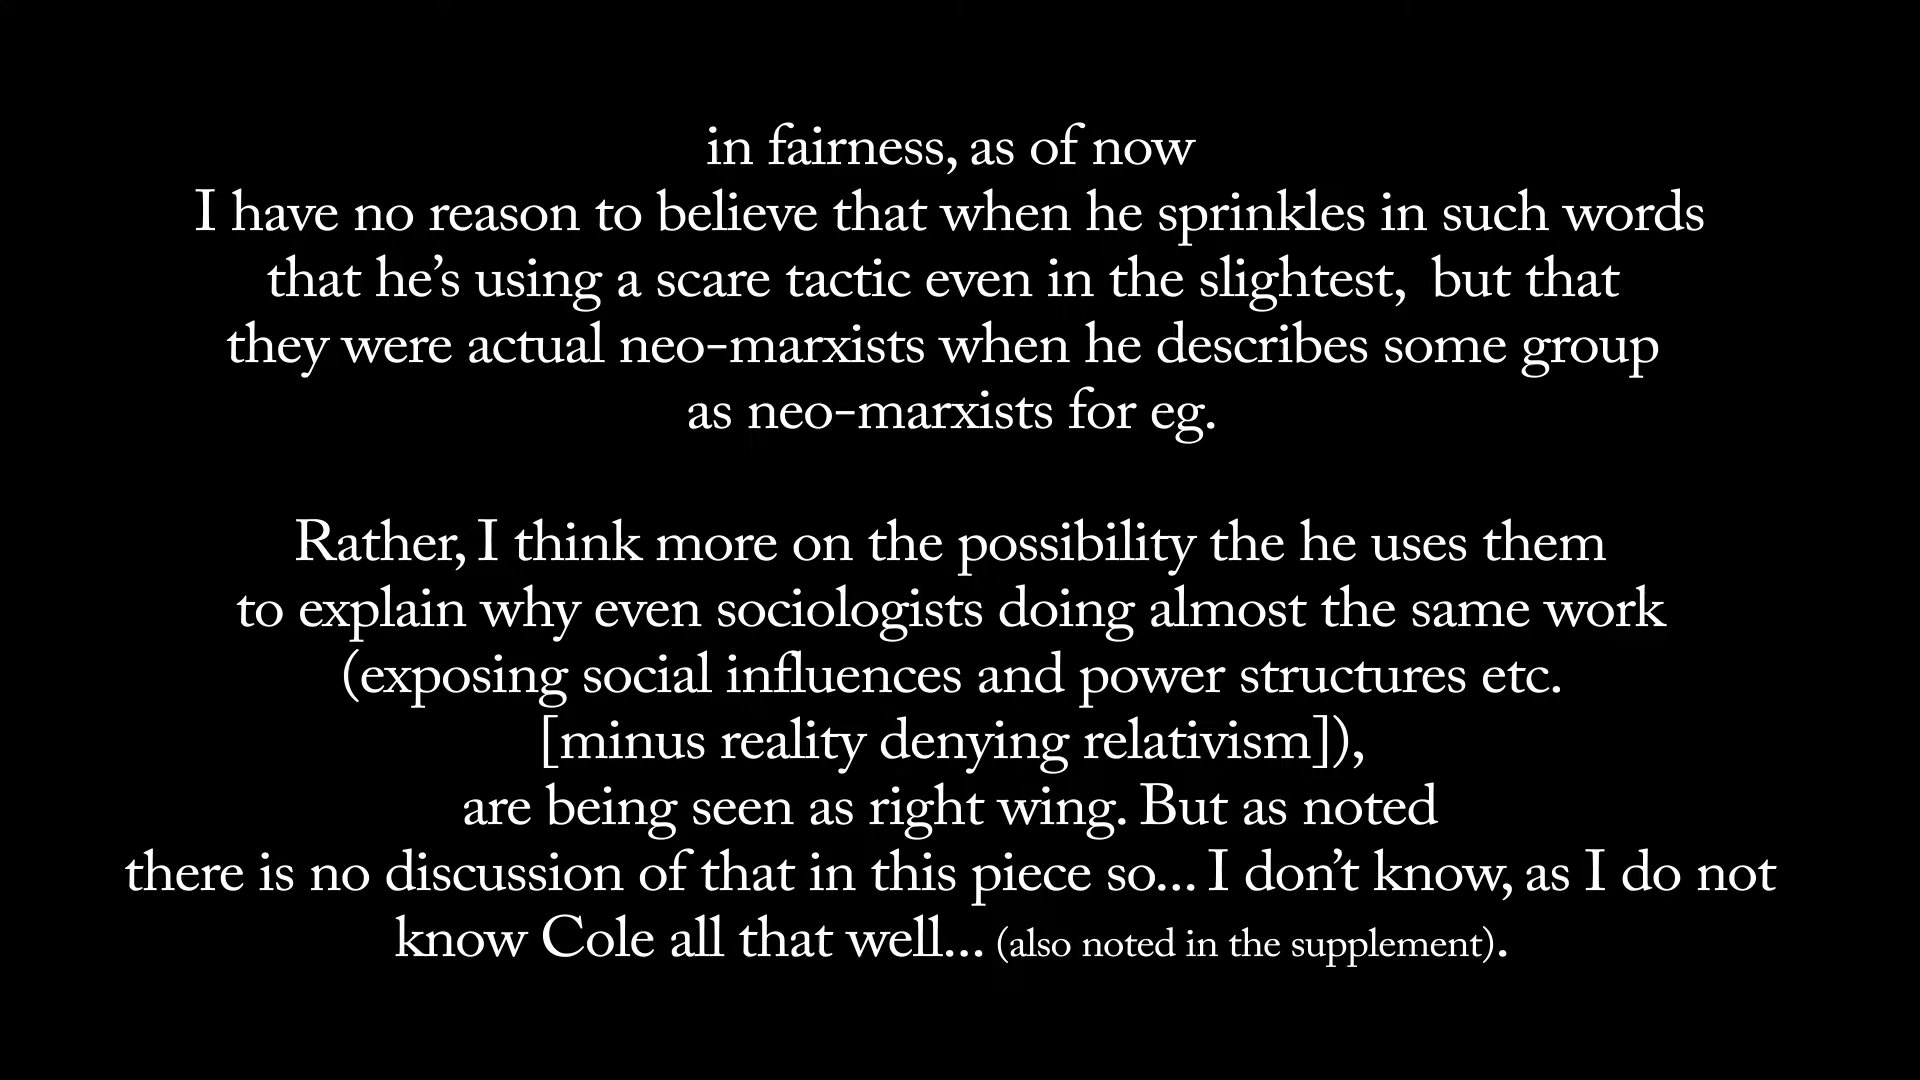 in fairness, as of now
I have no reason to believe that when he sprinkles in such words
that he’s using a scare tactic even in the slightest,  but that
they were actual neo-marxists when he describes some group
as neo-marxists for eg.
Rather, I think more on the possibility the he uses them
to explain why even sociologists doing almost the same work
(exposing social influences and power structures etc.
[minus reality denying relativism]),
are being seen as right wing. But as noted
there is no discussion of that in this piece so... I don’t know, as I do not
know Cole all that well... (also noted in the supplement).